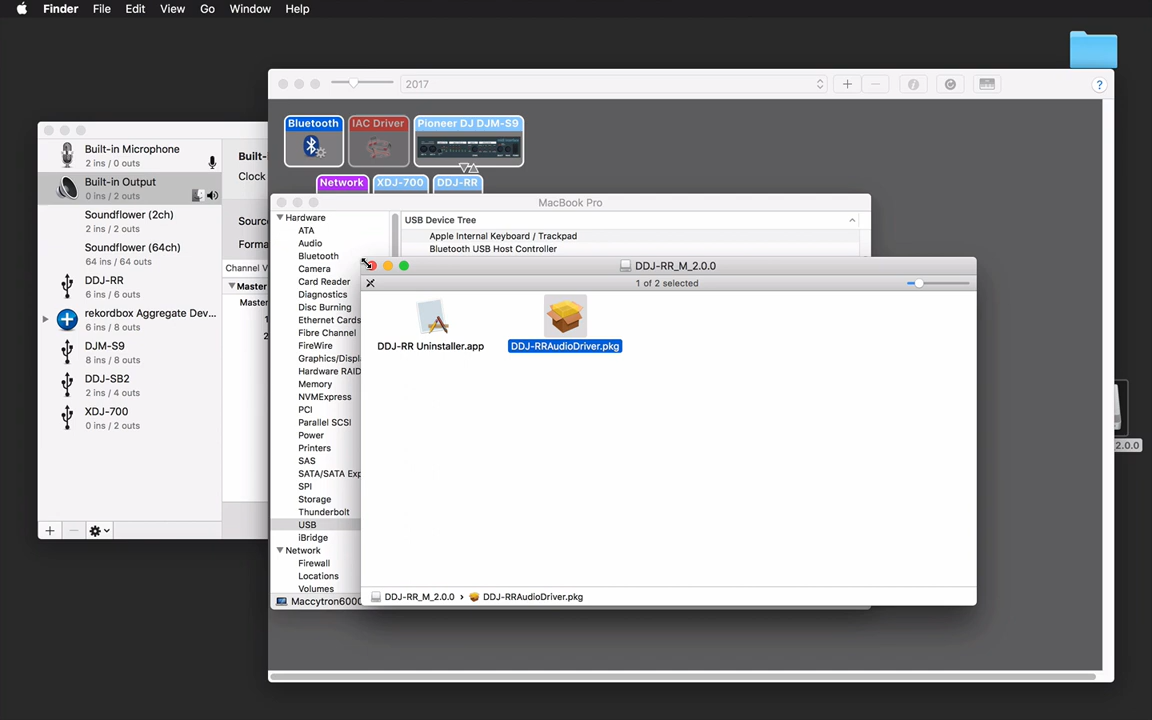 Finder File Edit View Go Window Help
2017
?
Bluetooth IAC Driver Pioneer DJ DJM-S9
Network XDJ-700 DDJ-RR
Built-in Microphone
2 ins / 0 outs
Built-in Output
0 ins / 2 outs
Soundflower (2ch)
2 ins / 2 outs
Soundflower (64ch)
64 ins / 64 outs
DDJ-RR
6 ins / 6 outs
rekordbox Aggregate Dev...
6 ins / 8 outs
DJM-S9
8 ins / 8 outs
DDJ-SB2
2 ins / 4 outs
XDJ-700
0 ins / 2 outs
Built-
Clock
Sourc
Forma
Channel V
Master
Master
1
2
MacBook Pro
Hardware
ATA
Audio
Bluetooth
Camera
Card Reader
Diagnostics
Disc Burning
Ethernet Cards
Fibre Channel
FireWire
Graphics/Displ
Hardware RAID
Memory
NVMExpress
PCI
Parallel SCSI
Power
Printers
SAS
SATA/SATA Exp
SPI
Storage
Thunderbolt
USB
iBridge
Network
Firewall
Locations
Volumes
Maccytron6000
USB Device Tree
Apple Internal Keyboard / Trackpad
Bluetooth USB Host Controller
DDJ-RR_M_2.0.0
1 of 2 selected
DDJ-RR Uninstaller.app DDJ-RRAudioDriver.pkg
DDJ-RR_M_2.0.0 › DDJ-RRAudioDriver.pkg
2.0.0